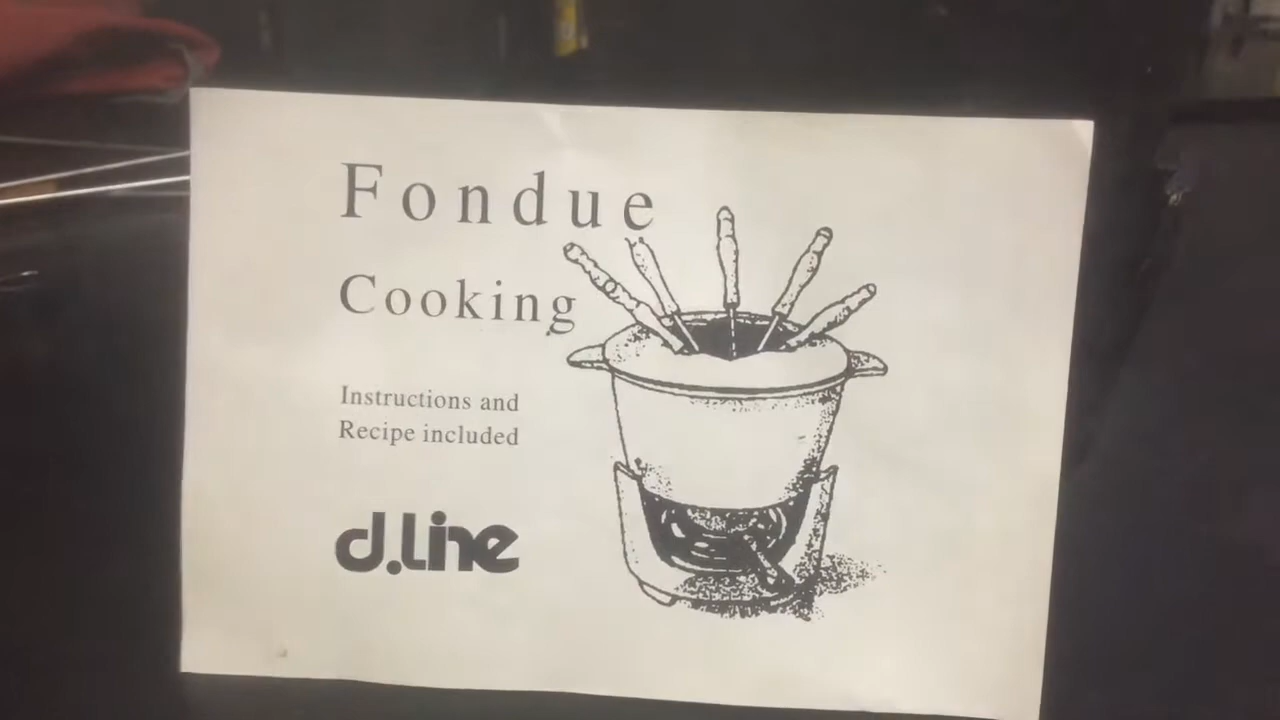 Fondue
Cooking
Instructions and
Recipe included
d.line